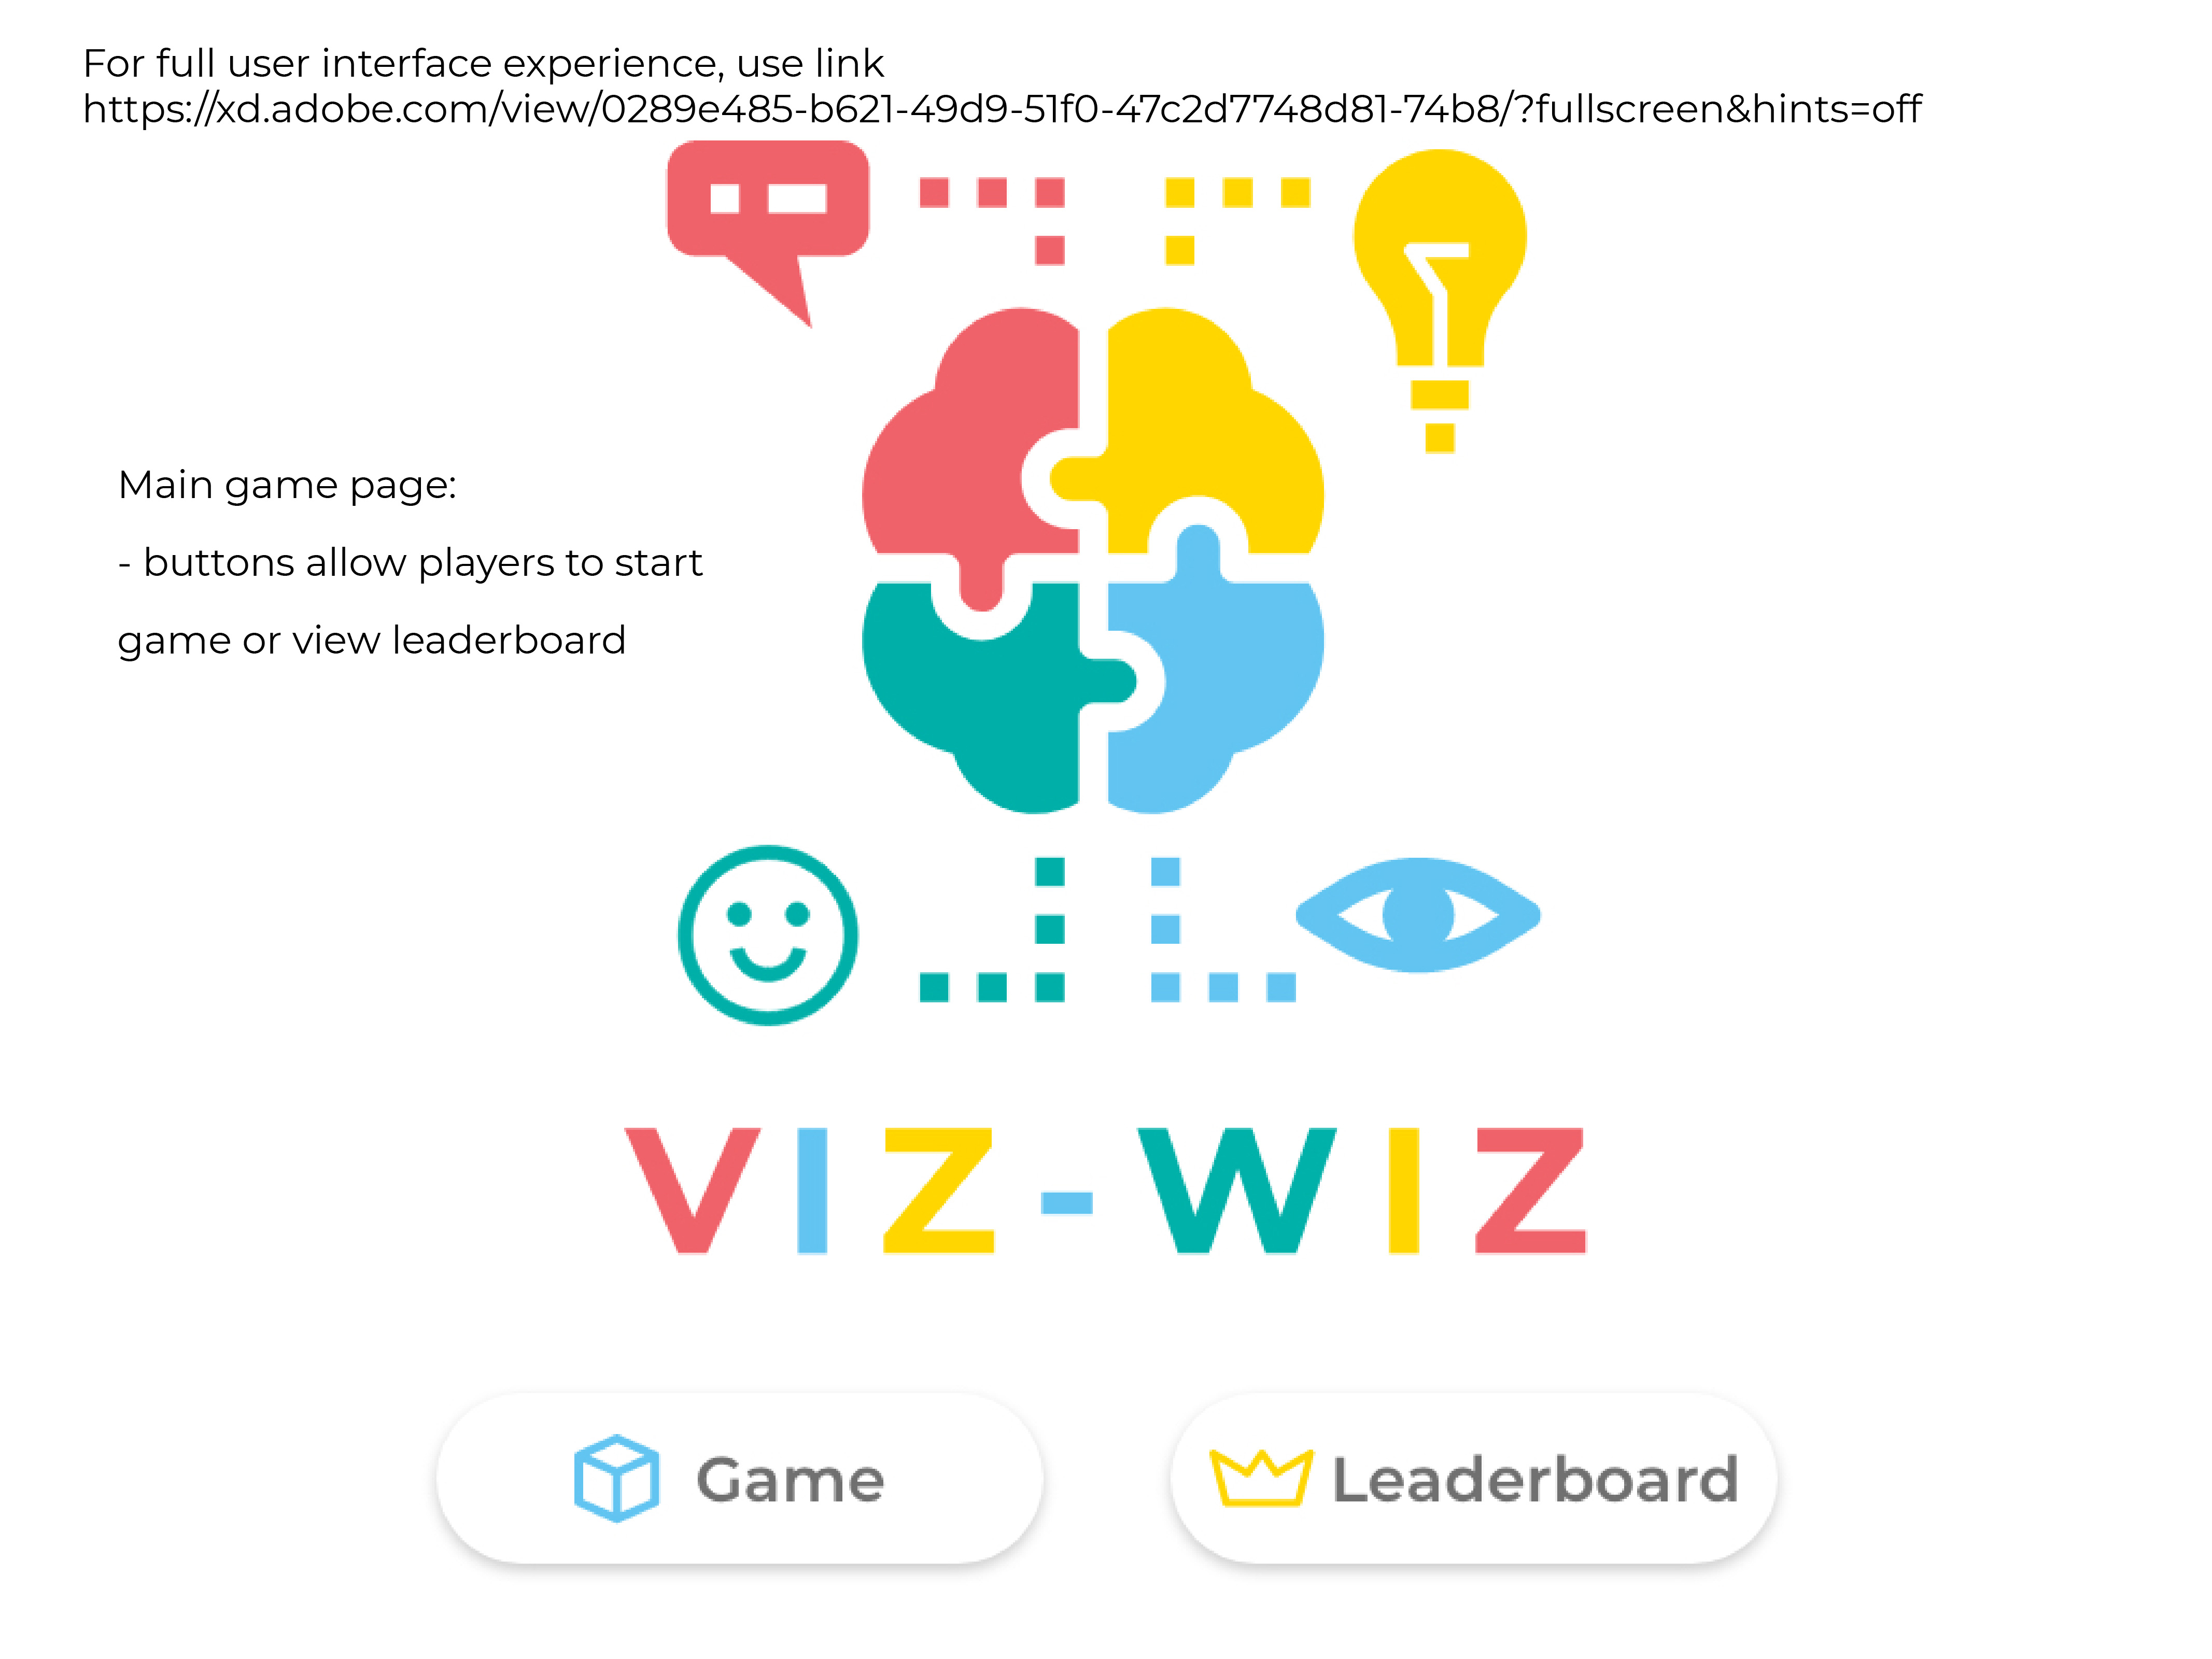 For full user interface experience, use link
https://xd.adobe.com/view/0289e485-b621-49d9-51f0-47c2d7748d81-74b8/?fullscreen&hints=off
Main game page:
- buttons allow players to start
game or view leaderboard
VIZ-WIZ
Game
Leaderboard